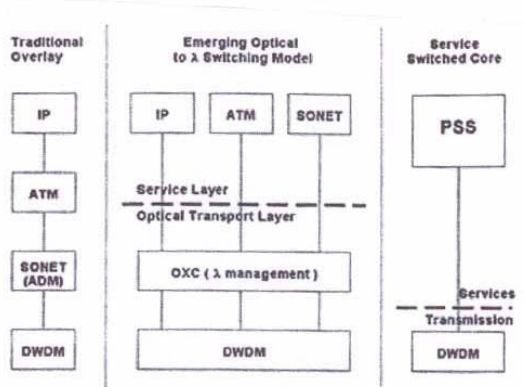 Traditional
Overlay
IP
ATM
SONET
(ADM)
DWDM
Emerging Optical
to λ Switching Model
IP
ATM
SONET
Service Layer
Optical Transport Layer
OXC ( λ management )
DWDM
Service
Switched Core
PSS
Services
Transmission
DWDM